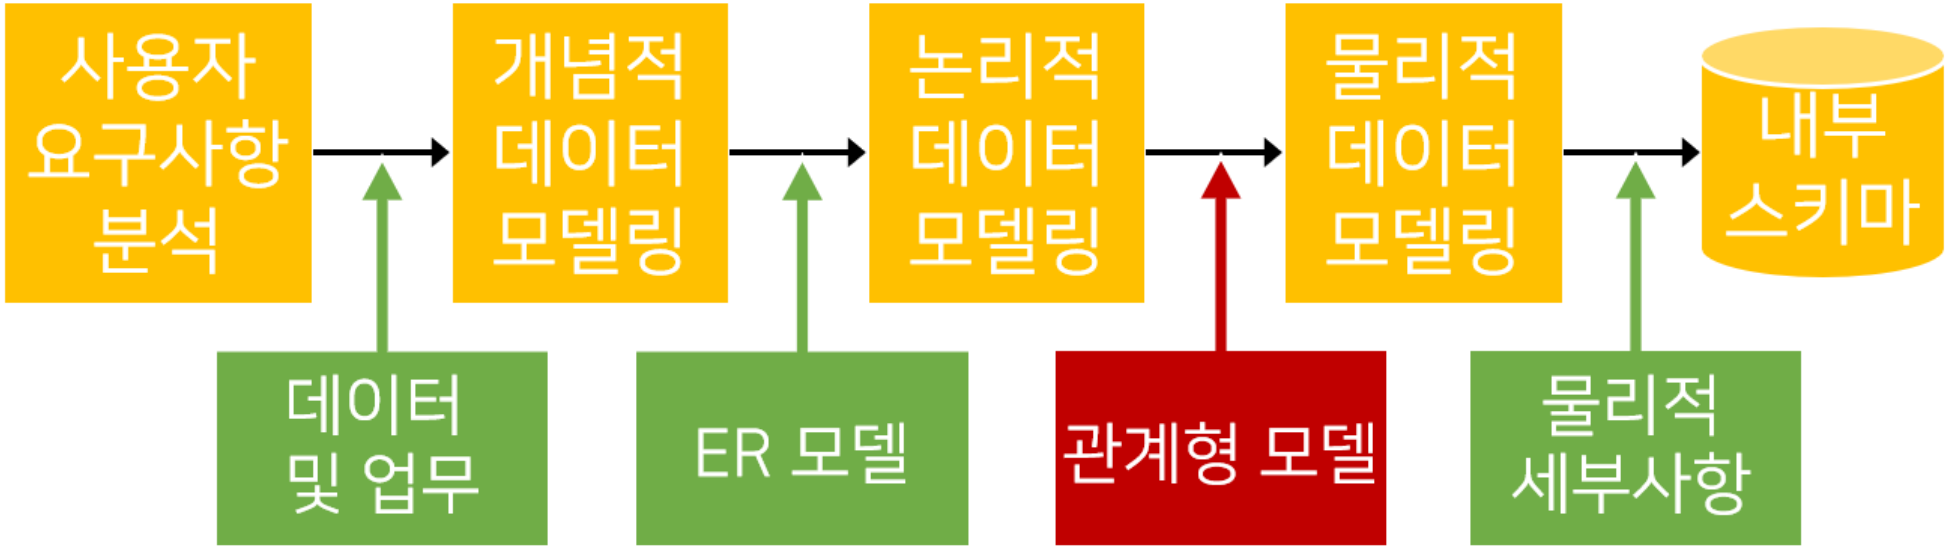 사용자
요구사항
분석
개념적
데이터
모델링
논리적
데이터
모델링
물리적
데이터
모델링
내부
스키마
데이터
및 업무
ER 모델
관계형 모델
물리적
세부사항